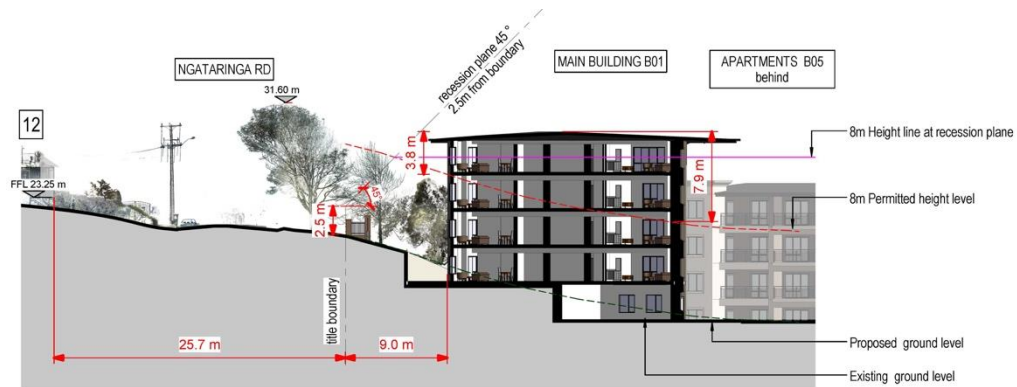 NGATARINGA RD
recession plane 45 °
2.5m from boundary
MAIN BUILDING B01
APARTMENTS B05
behind
31.60 m
12
FFL 23.25 m
8m Height line at recession plane
3.8 m
7.9 m
45°
2.5 m
8m Permitted height level
title boundary
25.7 m
9.0 m
Proposed ground level
Existing ground level